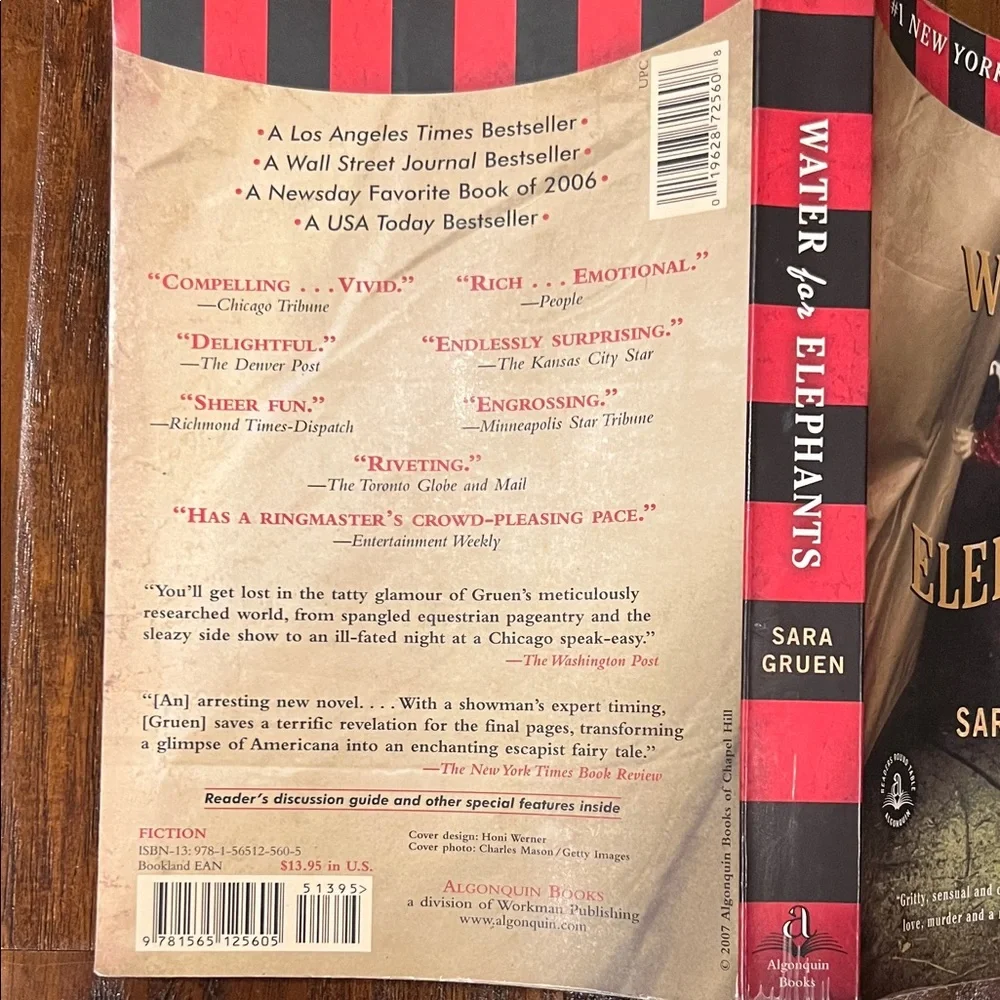 • A Los Angeles Times Bestseller •
• A Wall Street Journal Bestseller •
• A Newsday Favorite Book of 2006 •
• A USA Today Bestseller •
UPC
0 19628 72560 8
“COMPELLING . . . VIVID.”
—Chicago Tribune
“RICH . . . EMOTIONAL.”
—People
“DELIGHTFUL.”
—The Denver Post
“ENDLESSLY SURPRISING.”
—The Kansas City Star
“SHEER FUN.”
—Richmond Times-Dispatch
“ENGROSSING.”
—Minneapolis Star Tribune
“RIVETING.”
—The Toronto Globe and Mail
“HAS A RINGMASTER’S CROWD-PLEASING PACE.”
—Entertainment Weekly
“You’ll get lost in the tatty glamour of Gruen’s meticulously
researched world, from spangled equestrian pageantry and the
sleazy side show to an ill-fated night at a Chicago speak-easy.”
—The Washington Post
“[An] arresting new novel. . . . With a showman’s expert timing,
[Gruen] saves a terrific revelation for the final pages, transforming
a glimpse of Americana into an enchanting escapist fairy tale.”
—The New York Times Book Review
Reader’s discussion guide and other special features inside
FICTION
ISBN-13: 978-1-56512-560-5
Bookland EAN $13.95 in U.S.
51395>
9 781565 125605
Cover design: Honi Werner
Cover photo: Charles Mason/Getty Images
ALGONQUIN BOOKS
a division of Workman Publishing
www.algonquin.com
© 2007 Algonquin Books of Chapel Hill
WATER for ELEPHANTS
SARA
GRUEN
a
Algonquin
Books
#1 NEW YORK
W
ELE
SAR
READERS ROUND TABLE
ALGONQUIN
“Gritty, sensual and
love, murder and a